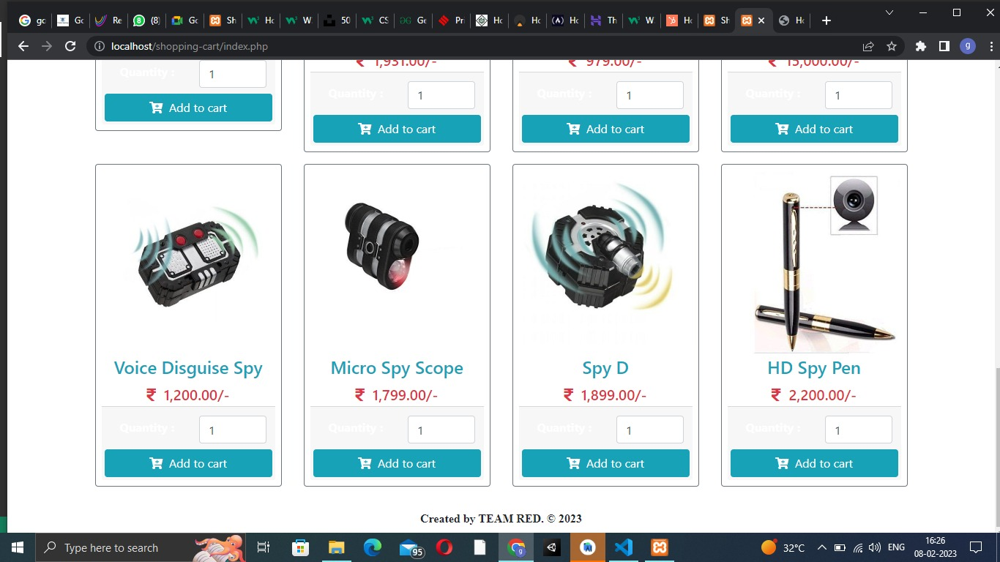 gc
Gc
Re
(8)
Gc
Sh
Hc
W
50
CS
Ge
Pri
Hc
Hc
Hc
Th
W
Hc
Sh
Hc
localhost/shopping-cart/index.php
g
₹ 1,931.00/-
₹ 979.00/-
₹ 15,000.00/-
Quantity : 1
Quantity : 1
Quantity : 1
Quantity : 1
Add to cart
Add to cart
Add to cart
Add to cart
Voice Disguise Spy
Micro Spy Scope
Spy D
HD Spy Pen
₹ 1,200.00/-
₹ 1,799.00/-
₹ 1,899.00/-
₹ 2,200.00/-
Quantity : 1
Quantity : 1
Quantity : 1
Quantity : 1
Add to cart
Add to cart
Add to cart
Add to cart
Created by TEAM RED. © 2023
Type here to search
95
32°C
ENG
16:26
08-02-2023